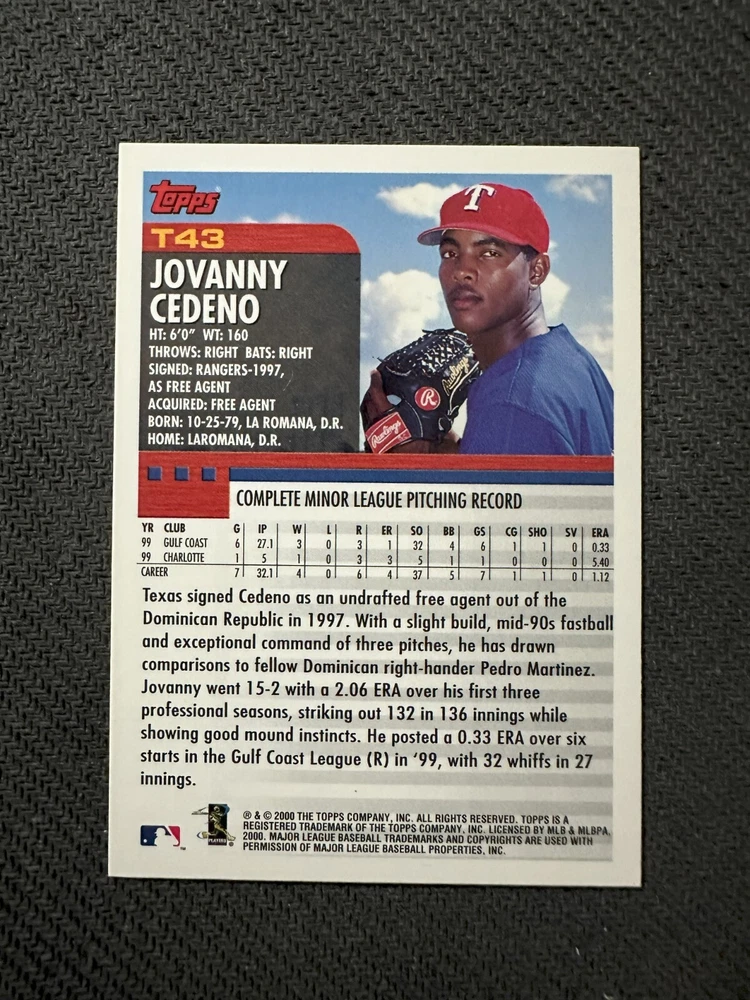 Topps®
T43
JOVANNY
CEDENO
HT: 6'0" WT: 160
THROWS: RIGHT BATS: RIGHT
SIGNED: RANGERS-1997,
AS FREE AGENT
ACQUIRED: FREE AGENT
BORN: 10-25-79, LA ROMANA, D.R.
HOME: LAROMANA, D.R.
T
R
Rawlings
Rawlings
COMPLETE MINOR LEAGUE PITCHING RECORD
YR CLUB G IP W L R ER SO BB GS CG SHO SV ERA
99 GULF COAST 6 27.1 3 0 3 1 32 4 6 1 1 0 0.33
99 CHARLOTTE 1 5 1 0 3 3 5 1 1 0 0 0 5.40
CAREER 7 32.1 4 0 6 4 37 5 7 1 1 0 1.12
Texas signed Cedeno as an undrafted free agent out of the
Dominican Republic in 1997. With a slight build, mid-90s fastball
and exceptional command of three pitches, he has drawn
comparisons to fellow Dominican right-hander Pedro Martinez.
Jovanny went 15-2 with a 2.06 ERA over his first three
professional seasons, striking out 132 in 136 innings while
showing good mound instincts. He posted a 0.33 ERA over six
starts in the Gulf Coast League (R) in '99, with 32 whiffs in 27
innings.
PLAYERS
® & © 2000 THE TOPPS COMPANY, INC. ALL RIGHTS RESERVED. TOPPS IS A
REGISTERED TRADEMARK OF THE TOPPS COMPANY, INC. LICENSED BY MLB & MLBPA,
2000. MAJOR LEAGUE BASEBALL TRADEMARKS AND COPYRIGHTS ARE USED WITH
PERMISSION OF MAJOR LEAGUE BASEBALL PROPERTIES, INC.